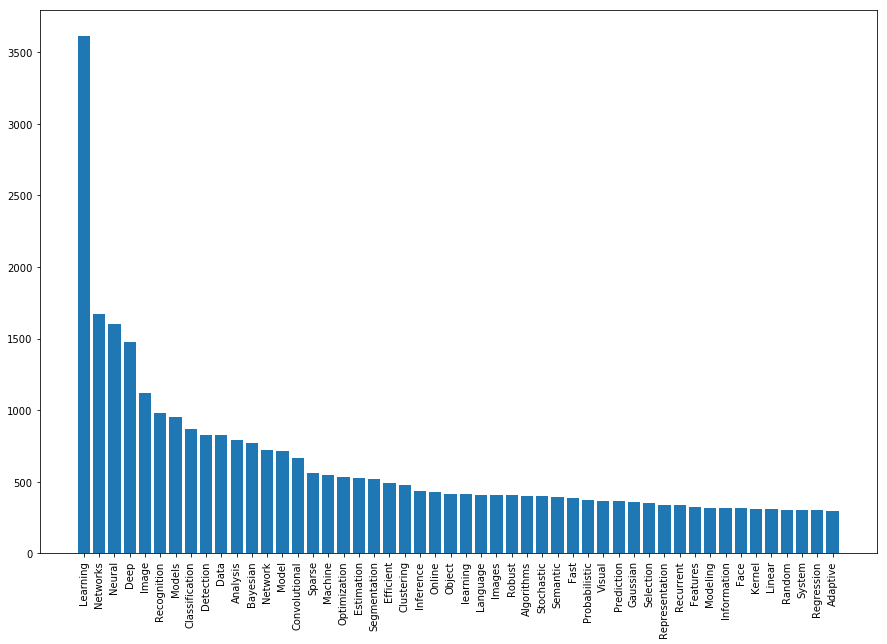 3500
3000
2500
2000
1500
1000
500
0
Learning
Networks
Neural
Deep
Image
Recognition
Models
Classification
Detection
Data
Analysis
Bayesian
Network
Model
Convolutional
Sparse
Machine
Optimization
Estimation
Segmentation
Efficient
Clustering
Inference
Online
Object
learning
Language
Images
Robust
Algorithms
Stochastic
Semantic
Fast
Probabilistic
Visual
Prediction
Gaussian
Selection
Representation
Recurrent
Features
Modeling
Information
Face
Kernel
Linear
Random
System
Regression
Adaptive